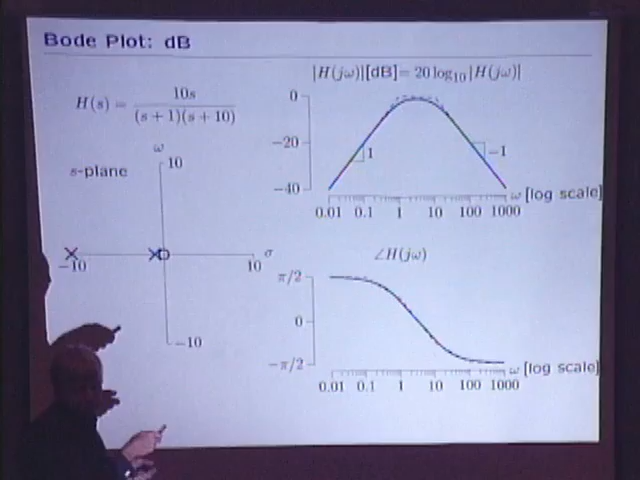 Bode Plot: dB
|H(jω)|[dB]= 20 log₁₀ |H(jω)|
H(s) = 10s / (s + 1)(s + 10)
s-plane
ω
10
σ
-10
10
-10
0
-20
-40
1
-1
0.01 0.1 1 10 100 1000
ω [log scale]
∠H(jω)
π/2
0
-π/2
0.01 0.1 1 10 100 1000
ω [log scale]